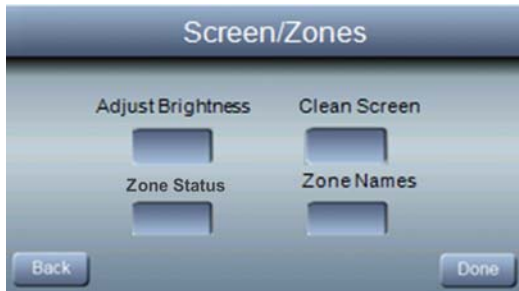 Screen/Zones
Adjust Brightness Clean Screen
Zone Status Zone Names
Back Done